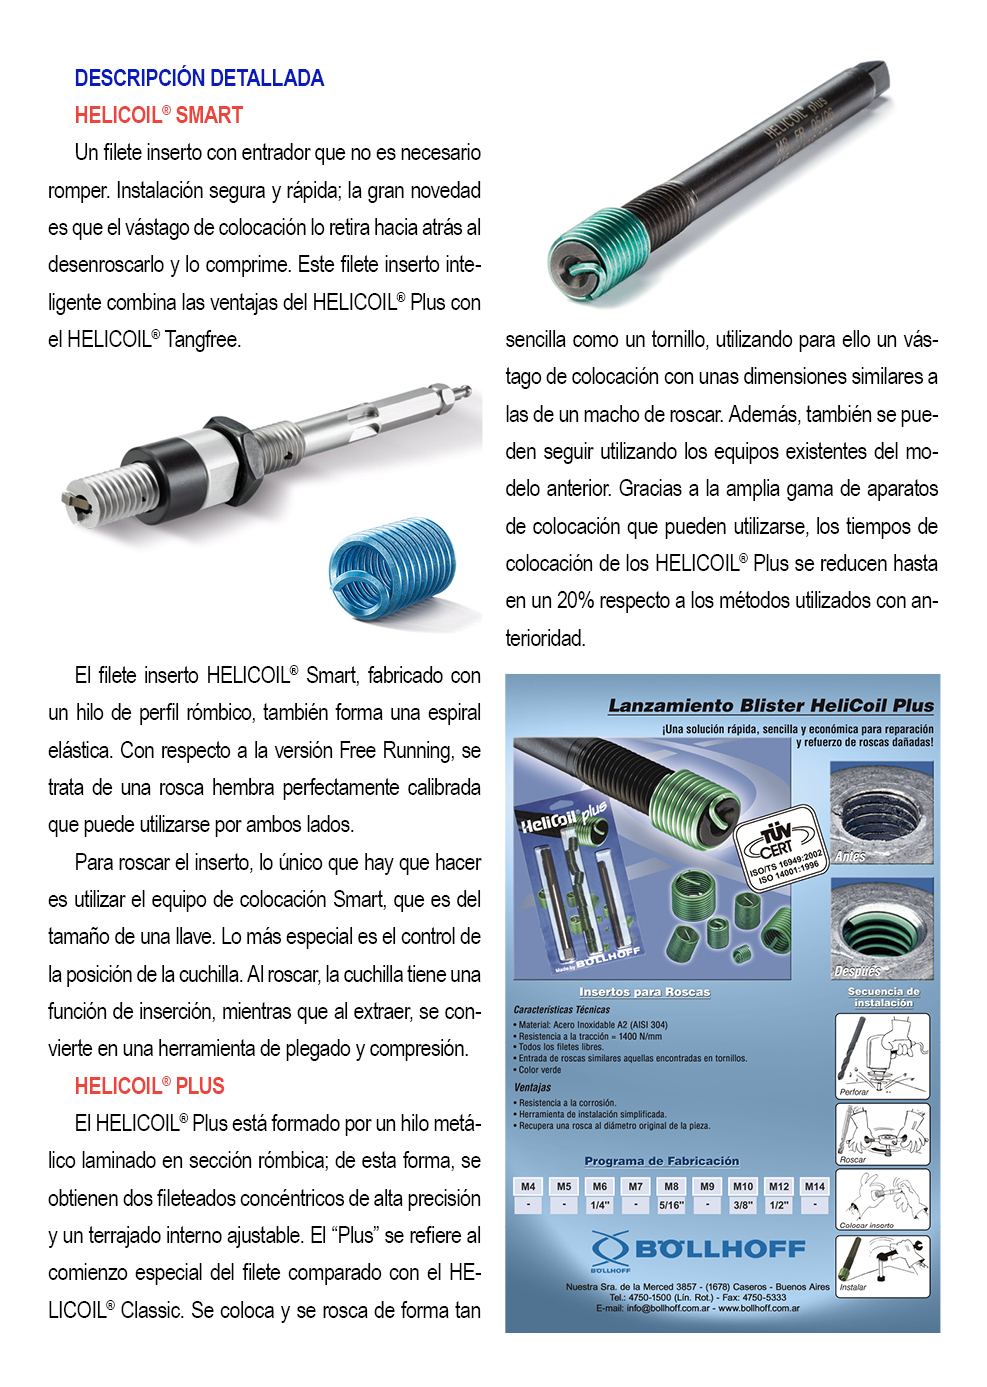 DESCRIPCIÓN DETALLADA
HELICOIL® SMART
Un filete inserto con entrador que no es necesario
romper. Instalación segura y rápida; la gran novedad
es que el vástago de colocación lo retira hacia atrás al
desenroscarlo y lo comprime. Este filete inserto inte-
ligente combina las ventajas del HELICOIL® Plus con
el HELICOIL® Tangfree.
El filete inserto HELICOIL® Smart, fabricado con
un hilo de perfil rómbico, también forma una espiral
elástica. Con respecto a la versión Free Running, se
trata de una rosca hembra perfectamente calibrada
que puede utilizarse por ambos lados.
Para roscar el inserto, lo único que hay que hacer
es utilizar el equipo de colocación Smart, que es del
tamaño de una llave. Lo más especial es el control de
la posición de la cuchilla. Al roscar, la cuchilla tiene una
función de inserción, mientras que al extraer, se con-
vierte en una herramienta de plegado y compresión.
HELICOIL® PLUS
El HELICOIL® Plus está formado por un hilo metá-
lico laminado en sección rómbica; de esta forma, se
obtienen dos fileteados concéntricos de alta precisión
y un terrajado interno ajustable. El “Plus” se refiere al
comienzo especial del filete comparado con el HE-
LICOIL® Classic. Se coloca y se rosca de forma tan
HELICOIL® plus
sencilla como un tornillo, utilizando para ello un vás-
tago de colocación con unas dimensiones similares a
las de un macho de roscar. Además, también se pue-
den seguir utilizando los equipos existentes del mo-
delo anterior. Gracias a la amplia gama de aparatos
de colocación que pueden utilizarse, los tiempos de
colocación de los HELICOIL® Plus se reducen hasta
en un 20% respecto a los métodos utilizados con an-
terioridad.
Lanzamiento Blister HeliCoil Plus
¡Una solución rápida, sencilla y económica para reparación
y refuerzo de roscas dañadas!
HeliCoil® plus
Made by BÖLLHOFF
TÜV
CERT
ISO/TS 16949:2002
ISO 14001:1996
Antes
Después
Insertos para Roscas
Características Técnicas
• Material: Acero Inoxidable A2 (AISI 304)
• Resistencia a la tracción = 1400 N/mm
• Todos los filetes libres.
• Entrada de roscas similares aquellas encontradas en tornillos.
• Color verde
Ventajas
• Resistencia a la corrosión.
• Herramienta de instalación simplificada.
• Recupera una rosca al diámetro original de la pieza.
Secuencia de
instalación
Perforar
Roscar
Colocar inserto
Instalar
Programa de Fabricación
M4 M5 M6 M7 M8 M9 M10 M12 M14
- - 1/4" - 5/16" - 3/8" 1/2" -
BÖLLHOFF
BÖLLHOFF
Nuestra Sra. de la Merced 3857 - (1678) Caseros - Buenos Aires
Tel.: 4750-1500 (Lín. Rot.) - Fax: 4750-5333
E-mail: info@bollhoff.com.ar - www.bollhoff.com.ar